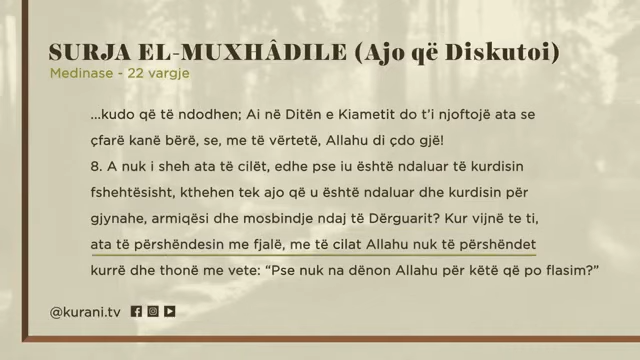 SURJA EL-MUXHÂDILE (Ajo që Diskutoi)
Medinase - 22 vargje
...kudo që të ndodhen; Ai në Ditën e Kiametit do t’i njoftojë ata se
çfarë kanë bërë, se, me të vërtetë, Allahu di çdo gjë!
8. A nuk i sheh ata të cilët, edhe pse iu është ndaluar të kurdisin
fshehtësisht, kthehen tek ajo që u është ndaluar dhe kurdisin për
gjynahe, armiqësi dhe mosbindje ndaj të Dërguarit? Kur vijnë te ti,
ata të përshëndesin me fjalë, me të cilat Allahu nuk të përshëndet
kurrë dhe thonë me vete: “Pse nuk na dënon Allahu për këtë që po flasim?”
@kurani.tv